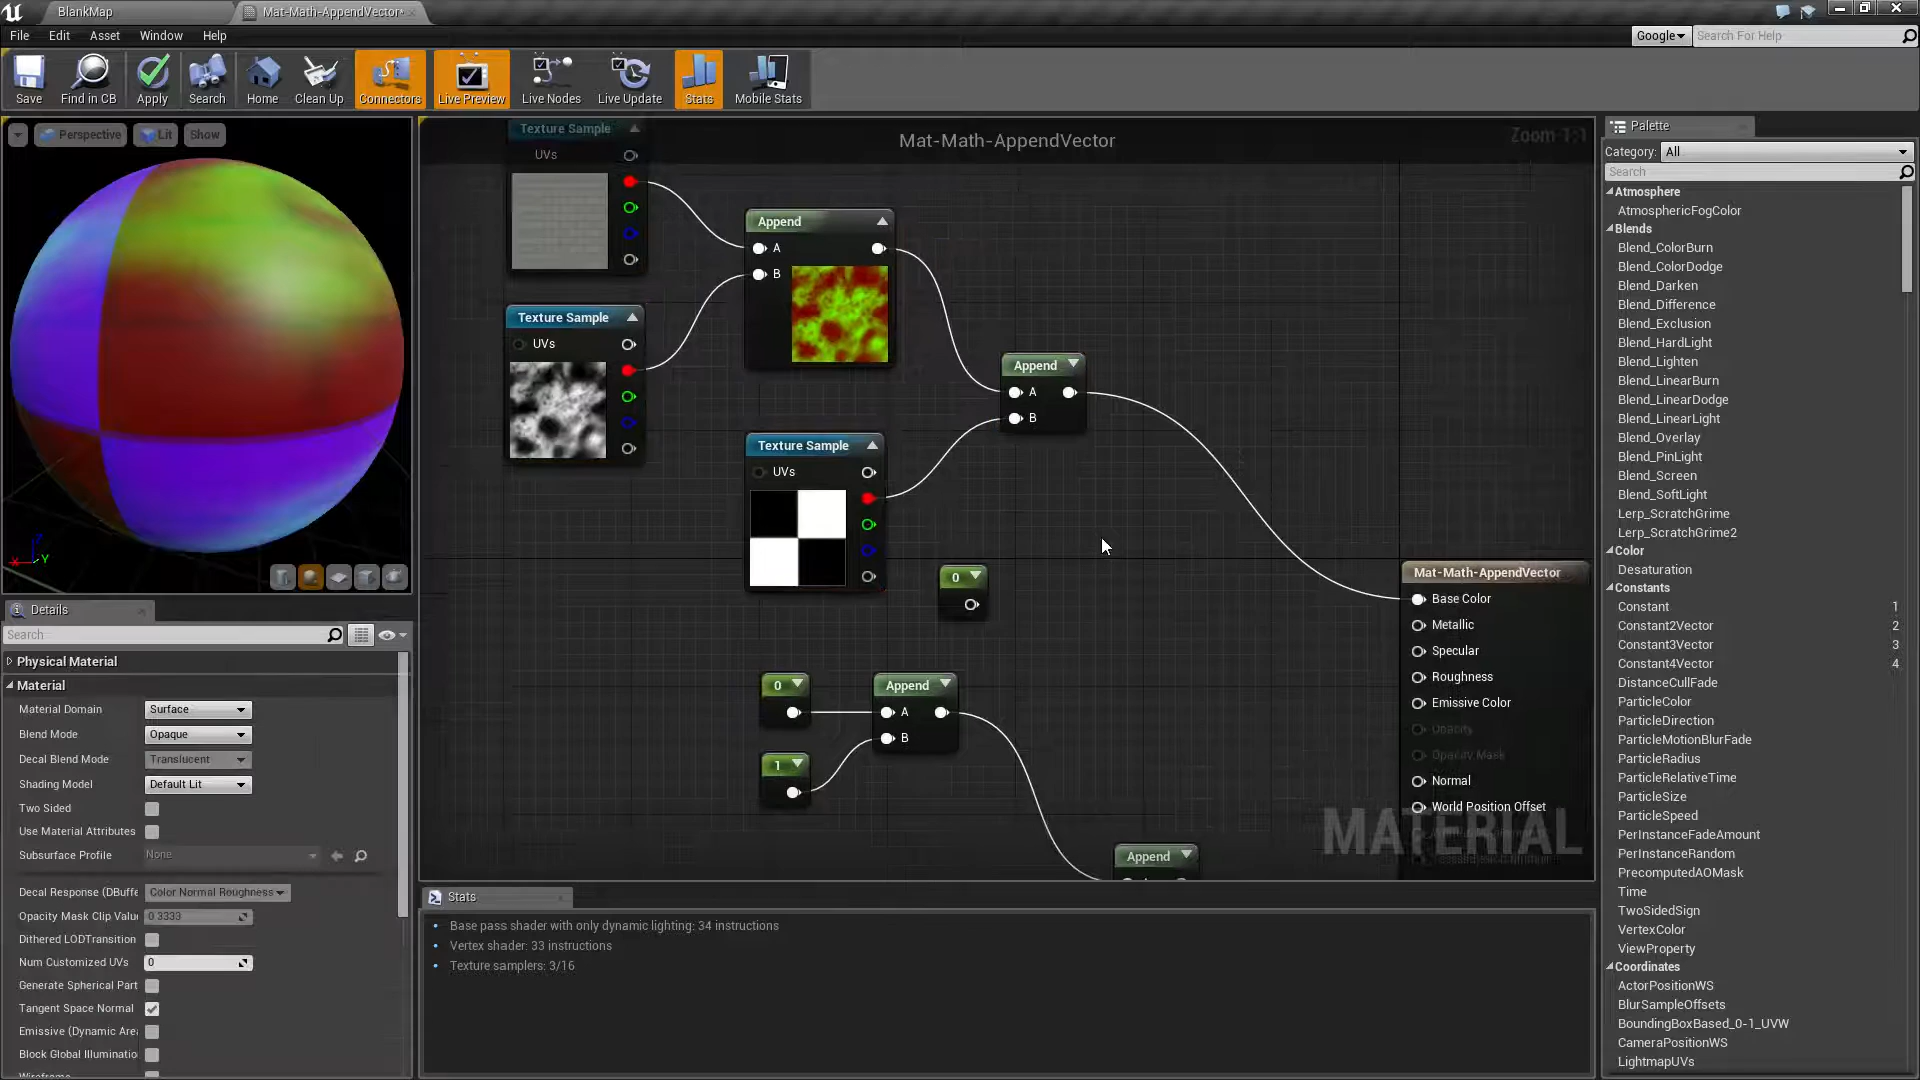 BlankMap
Mat-Math-AppendVector*
File Edit Asset Window Help
Google
Search For Help
Save
Find in CB
Apply
Search
Home
Clean Up
Connectors
Live Preview
Live Nodes
Live Update
Stats
Mobile Stats
Perspective
Lit
Show
X
Z
Y
Mat-Math-AppendVector
Zoom 1:1
Texture Sample
UVs
Append
A
B
Texture Sample
UVs
Append
A
B
Texture Sample
UVs
0
0
Append
A
B
1
Append
Mat-Math-AppendVector
Base Color
Metallic
Specular
Roughness
Emissive Color
Opacity
Opacity Mask
Normal
World Position Offset
MATERIAL
Details
Search
Physical Material
Material
Material Domain Surface
Blend Mode Opaque
Decal Blend Mode Translucent
Shading Model Default Lit
Two Sided
Use Material Attributes
Subsurface Profile None
Decal Response (DBuffe Color Normal Roughness
Opacity Mask Clip Valu 0.3333
Dithered LODTransition
Num Customized UVs 0
Generate Spherical Part
Tangent Space Normal
Emissive (Dynamic Area
Block Global Illuminatio
Wireframe
Stats
Base pass shader with only dynamic lighting: 34 instructions
Vertex shader: 33 instructions
Texture samplers: 3/16
Palette
Category: All
Search
Atmosphere
AtmosphericFogColor
Blends
Blend_ColorBurn
Blend_ColorDodge
Blend_Darken
Blend_Difference
Blend_Exclusion
Blend_HardLight
Blend_Lighten
Blend_LinearBurn
Blend_LinearDodge
Blend_LinearLight
Blend_Overlay
Blend_PinLight
Blend_Screen
Blend_SoftLight
Lerp_ScratchGrime
Lerp_ScratchGrime2
Color
Desaturation
Constants
Constant 1
Constant2Vector 2
Constant3Vector 3
Constant4Vector 4
DistanceCullFade
ParticleColor
ParticleDirection
ParticleMotionBlurFade
ParticleRadius
ParticleRelativeTime
ParticleSize
ParticleSpeed
PerInstanceFadeAmount
PerInstanceRandom
PrecomputedAOMask
Time
TwoSidedSign
VertexColor
ViewProperty
Coordinates
ActorPositionWS
BlurSampleOffsets
BoundingBoxBased_0-1_UVW
CameraPositionWS
LightmapUVs